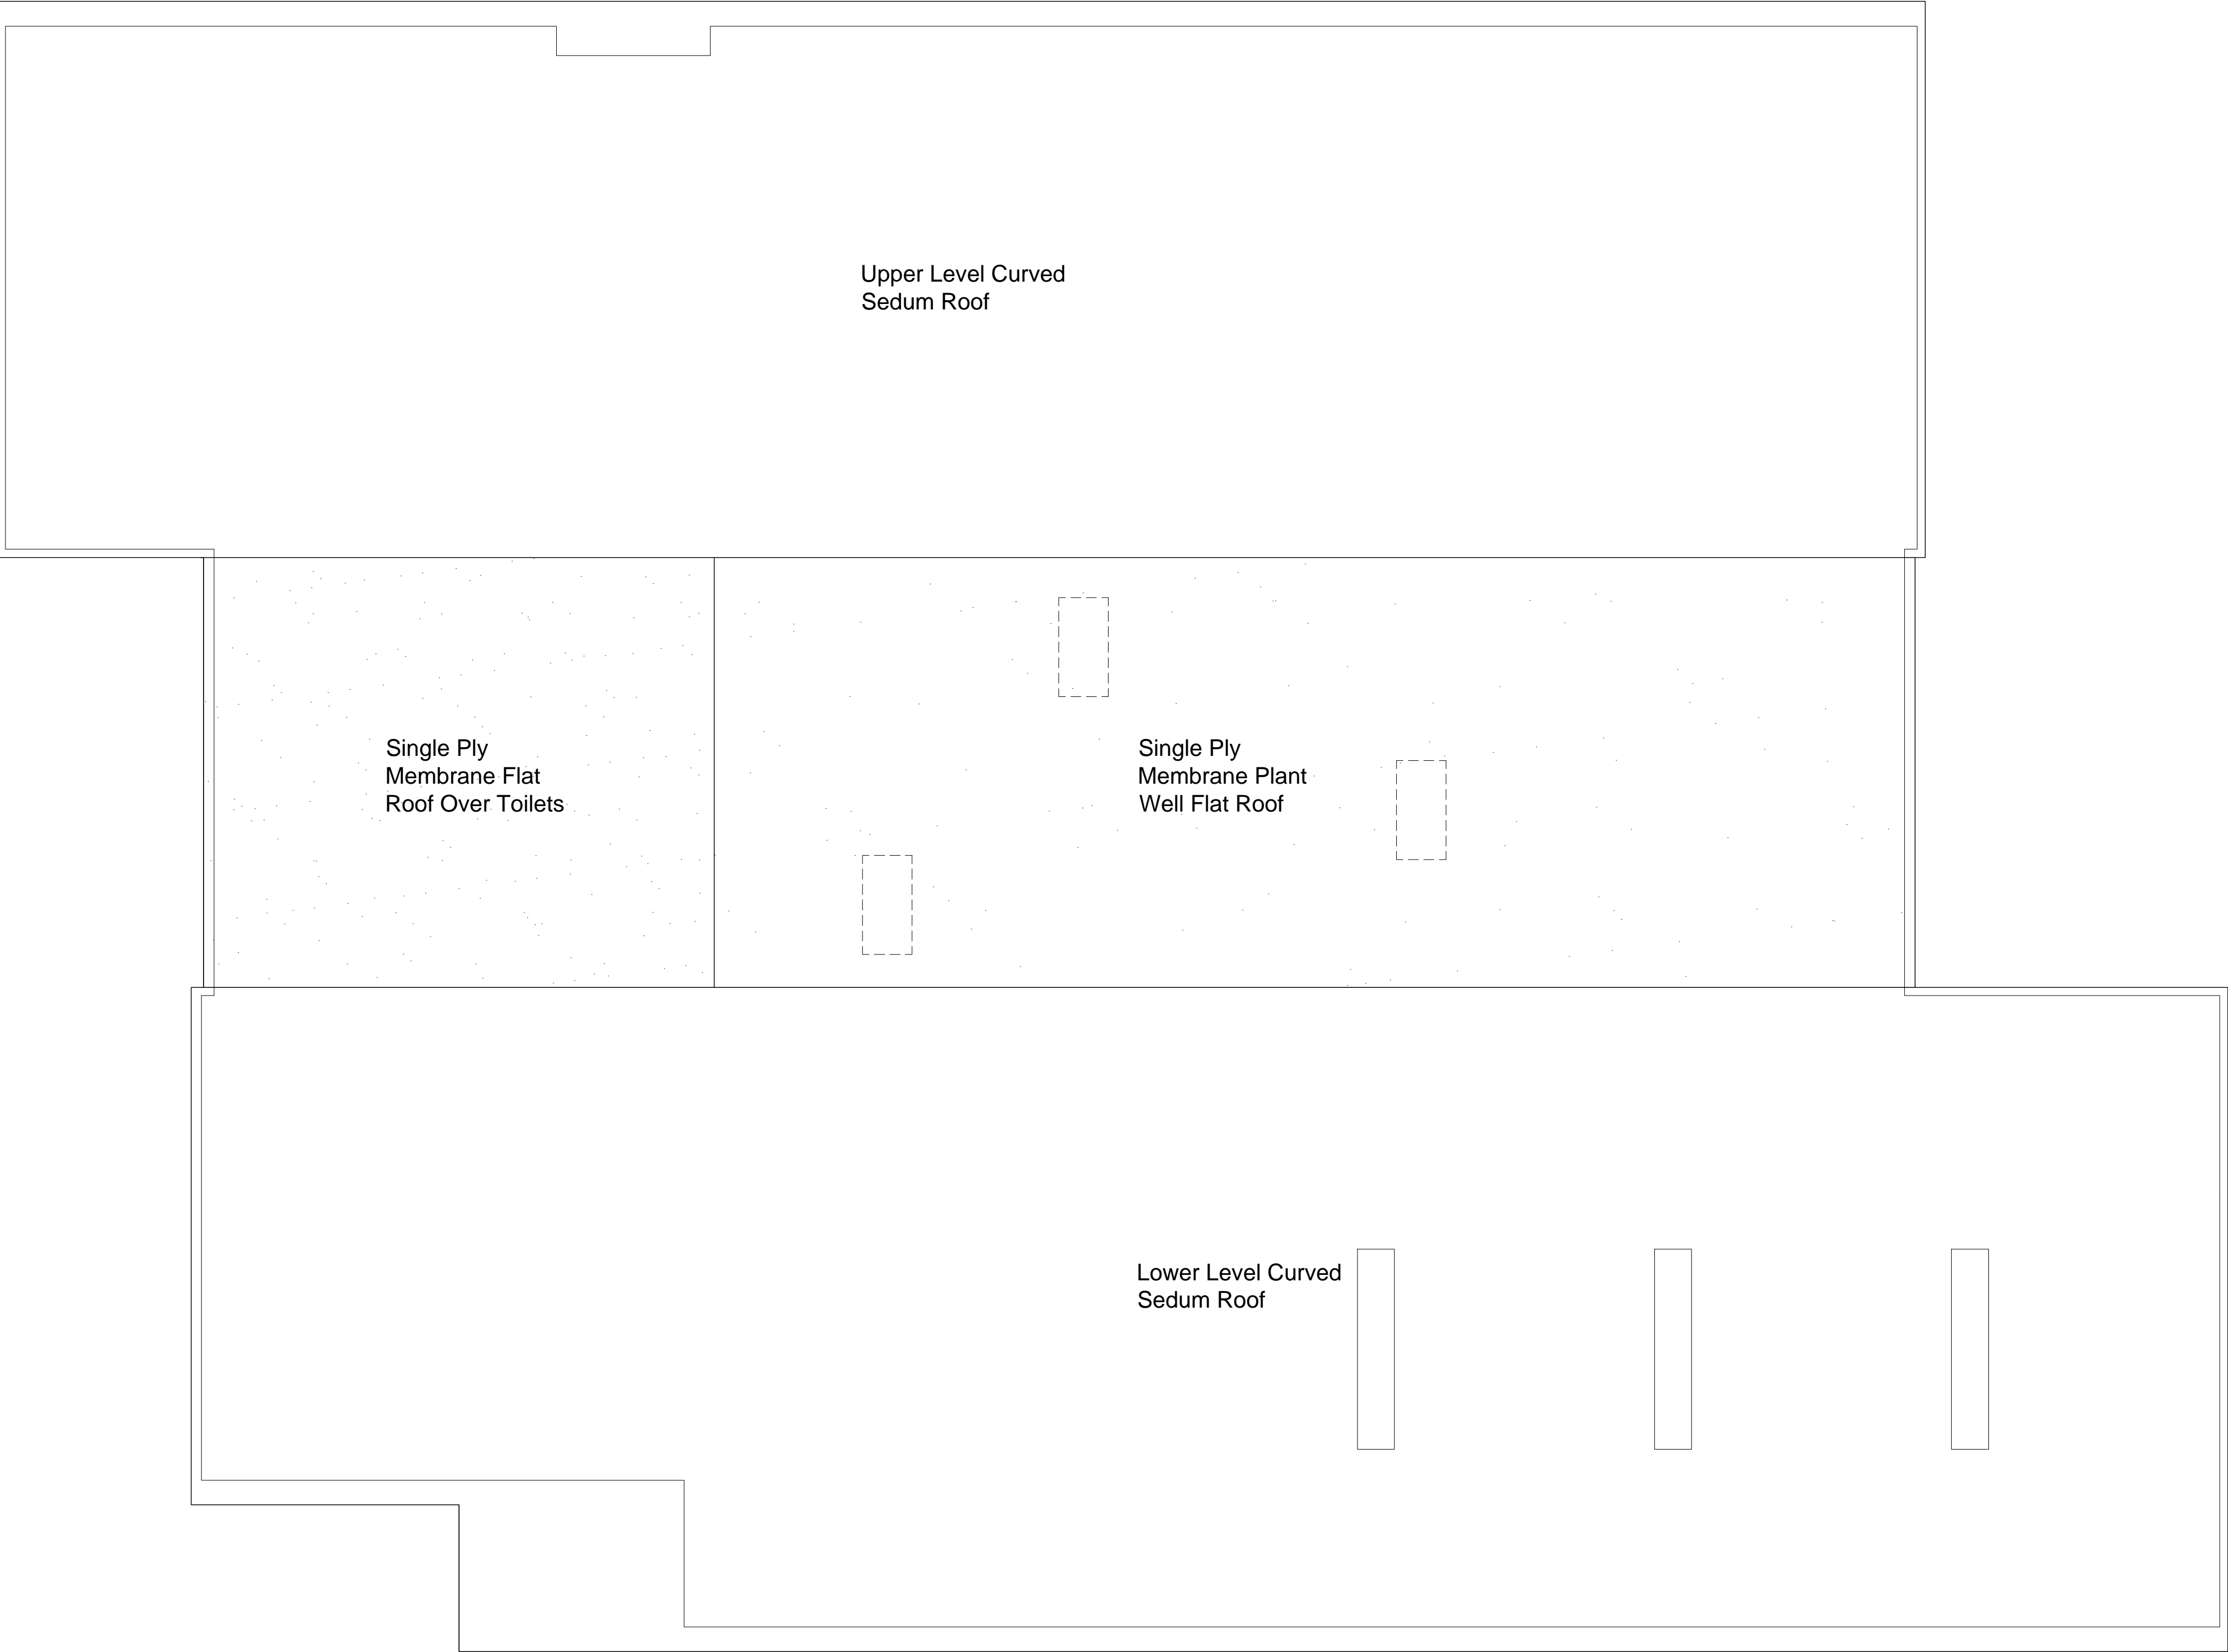 Upper Level Curved
Sedum Roof
Single Ply
Membrane Flat
Roof Over Toilets
Single Ply
Membrane Plant
Well Flat Roof
Lower Level Curved
Sedum Roof